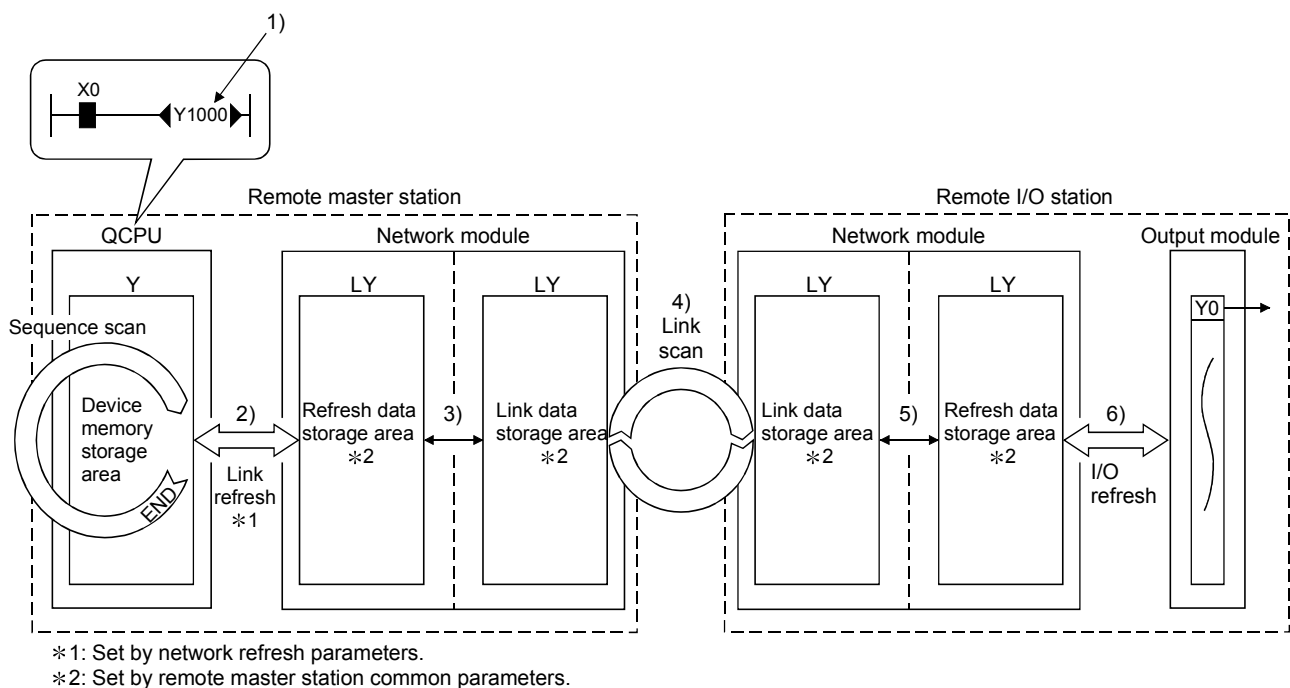 1)
X0
Y1000
Remote master station
Remote I/O station
QCPU
Network module
Network module
Output module
Y
LY
LY
LY
LY
Y0
4)
Link
scan
Sequence scan
Device
memory
storage
area
END
2)
Link
refresh
*1
Refresh data
storage area
*2
3)
Link data
storage area
*2
Link data
storage area
*2
5)
Refresh data
storage area
*2
6)
I/O
refresh
*1: Set by network refresh parameters.
*2: Set by remote master station common parameters.